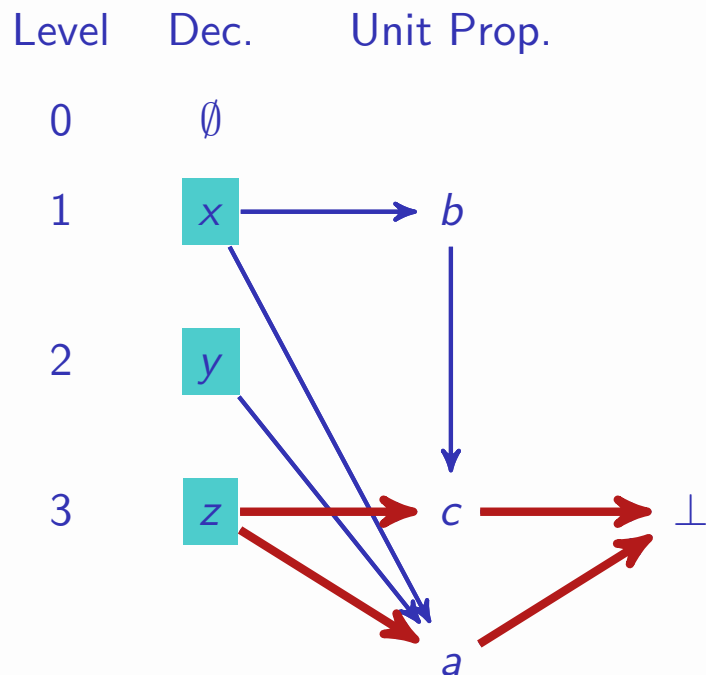 Level Dec. Unit Prop.
0 ∅
1 x b
2 y
3 z c ⊥
a